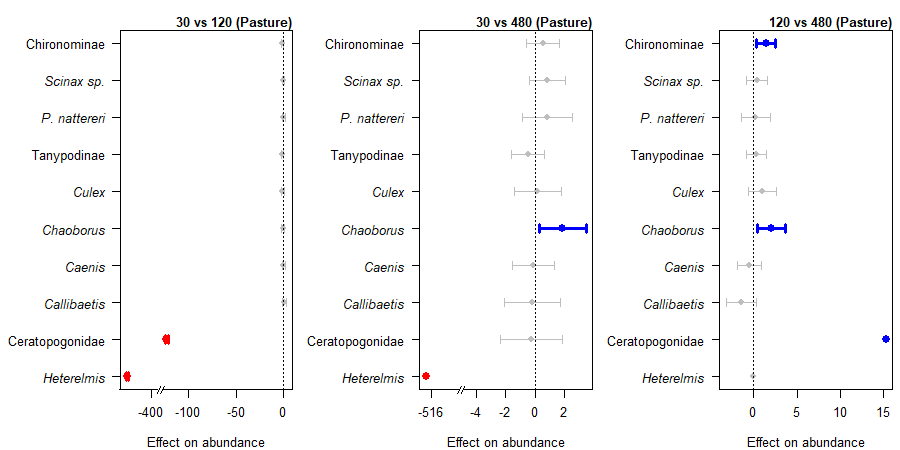 30 vs 120 (Pasture)
Chironominae
Scinax sp.
P. nattereri
Tanypodinae
Culex
Chaoborus
Caenis
Callibaetis
Ceratopogonidae
Heterelmis
-400 -100 -50 0
Effect on abundance
30 vs 480 (Pasture)
Chironominae
Scinax sp.
P. nattereri
Tanypodinae
Culex
Chaoborus
Caenis
Callibaetis
Ceratopogonidae
Heterelmis
-516 -4 -2 0 2
Effect on abundance
120 vs 480 (Pasture)
Chironominae
Scinax sp.
P. nattereri
Tanypodinae
Culex
Chaoborus
Caenis
Callibaetis
Ceratopogonidae
Heterelmis
0 5 10 15
Effect on abundance